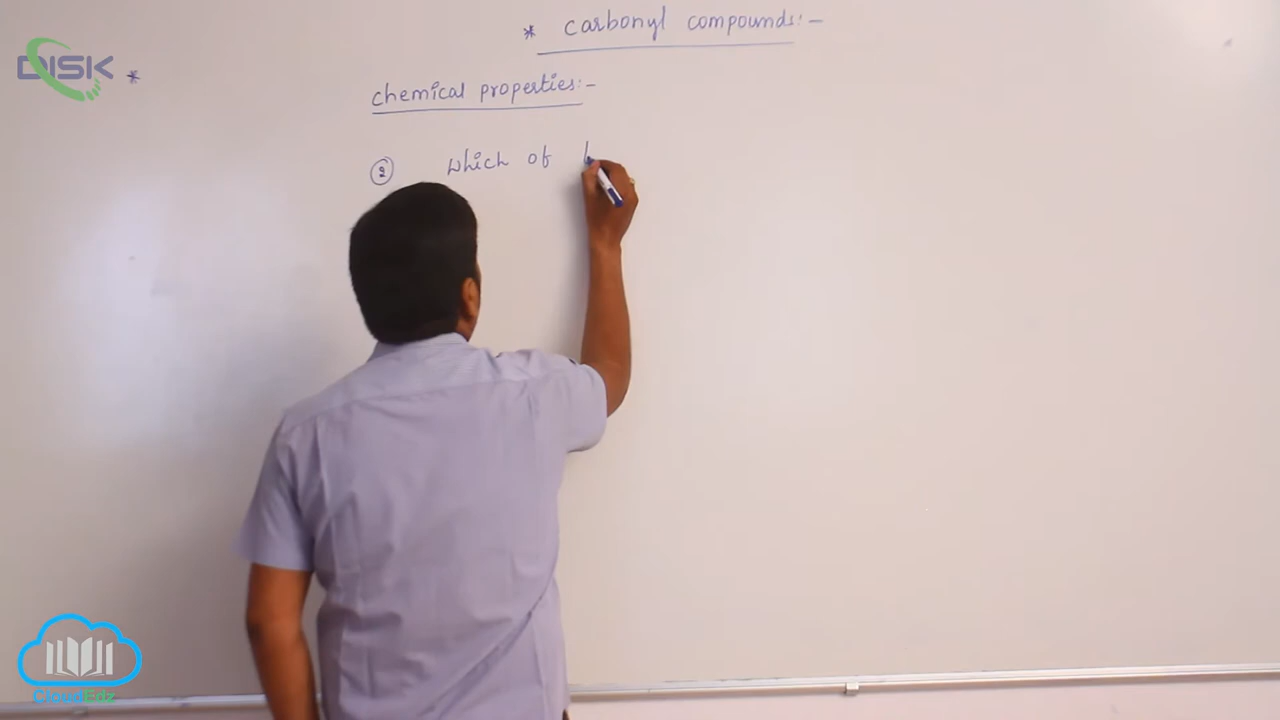 * carbonyl compounds:-
DISK *
chemical properties:-
② which of
CloudEdz